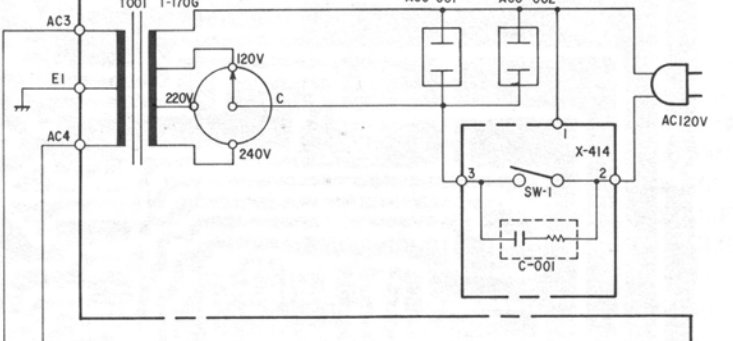 T001 T-170G
AC3
120V
E1
220V
C
AC120V
AC4
1
X-414
240V
3
2
SW-1
C-001